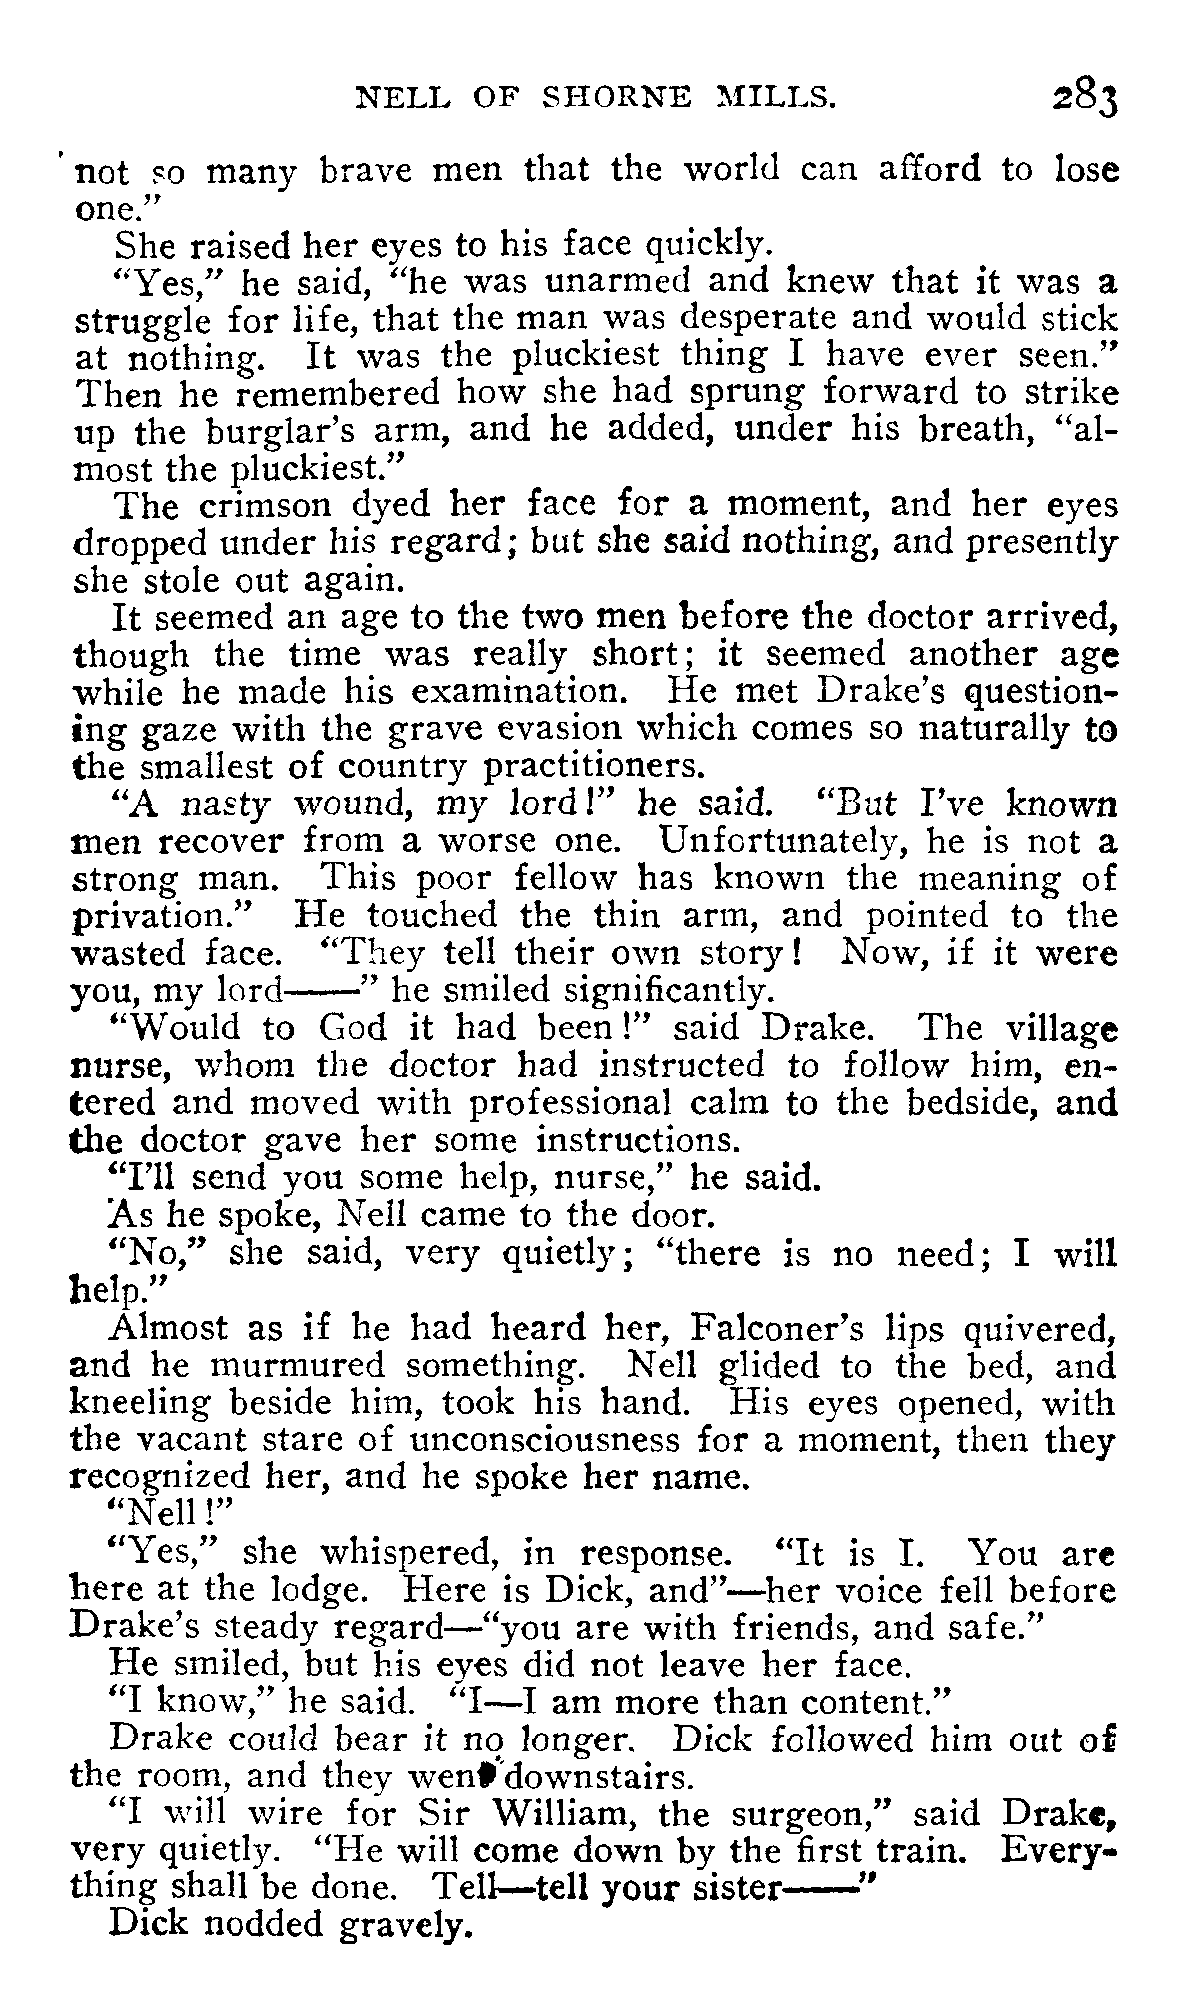 NELL OF SHORNE MILLS. 283
not so many brave men that the world can afford to lose
one."
She raised her eyes to his face quickly.
"Yes," he said, "he was unarmed and knew that it was a
struggle for life, that the man was desperate and would stick
at nothing. It was the pluckiest thing I have ever seen."
Then he remembered how she had sprung forward to strike
up the burglar's arm, and he added, under his breath, "al-
most the pluckiest."
The crimson dyed her face for a moment, and her eyes
dropped under his regard; but she said nothing, and presently
she stole out again.
It seemed an age to the two men before the doctor arrived,
though the time was really short; it seemed another age
while he made his examination. He met Drake's question-
ing gaze with the grave evasion which comes so naturally to
the smallest of country practitioners.
"A nasty wound, my lord!" he said. "But I've known
men recover from a worse one. Unfortunately, he is not a
strong man. This poor fellow has known the meaning of
privation." He touched the thin arm, and pointed to the
wasted face. "They tell their own story! Now, if it were
you, my lord——" he smiled significantly.
"Would to God it had been!" said Drake. The village
nurse, whom the doctor had instructed to follow him, en-
tered and moved with professional calm to the bedside, and
the doctor gave her some instructions.
"I'll send you some help, nurse," he said.
As he spoke, Nell came to the door.
"No," she said, very quietly; "there is no need; I will
help."
Almost as if he had heard her, Falconer's lips quivered,
and he murmured something. Nell glided to the bed, and
kneeling beside him, took his hand. His eyes opened, with
the vacant stare of unconsciousness for a moment, then they
recognized her, and he spoke her name.
"Nell!"
"Yes," she whispered, in response. "It is I. You are
here at the lodge. Here is Dick, and"—her voice fell before
Drake's steady regard—"you are with friends, and safe."
He smiled, but his eyes did not leave her face.
"I know," he said. "I—I am more than content."
Drake could bear it no longer. Dick followed him out of
the room, and they went downstairs.
"I will wire for Sir William, the surgeon," said Drake,
very quietly. "He will come down by the first train. Every-
thing shall be done. Tell—tell your sister——"
Dick nodded gravely.